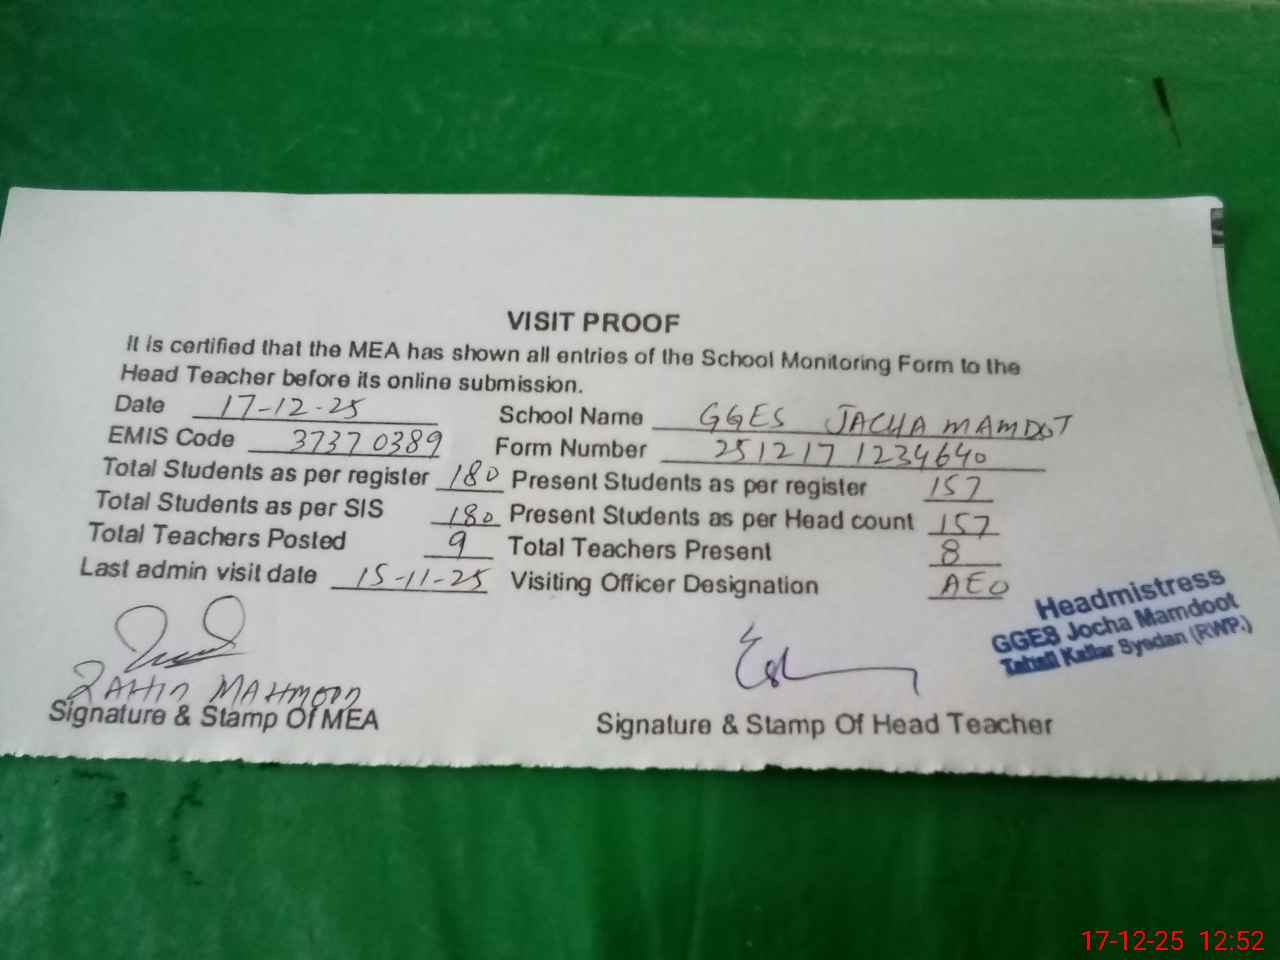 VISIT PROOF
It is certified that the MEA has shown all entries of the School Monitoring Form to the
Head Teacher before its online submission.
Date 17-12-25 School Name GGES JACHA MAMDOT
EMIS Code 37370389 Form Number 251217 1234640
Total Students as per register 180 Present Students as per register 157
Total Students as per SIS 180 Present Students as per Head count 157
Total Teachers Posted 9 Total Teachers Present 8
Last admin visit date 15-11-25 Visiting Officer Designation AEO
Headmistress
GGES Jocha Mamdoot
Tehsil Kallar Syedan (RWP.)
ZAHID MAHMOOD
Signature & Stamp Of MEA Signature & Stamp Of Head Teacher
17-12-25 12:52